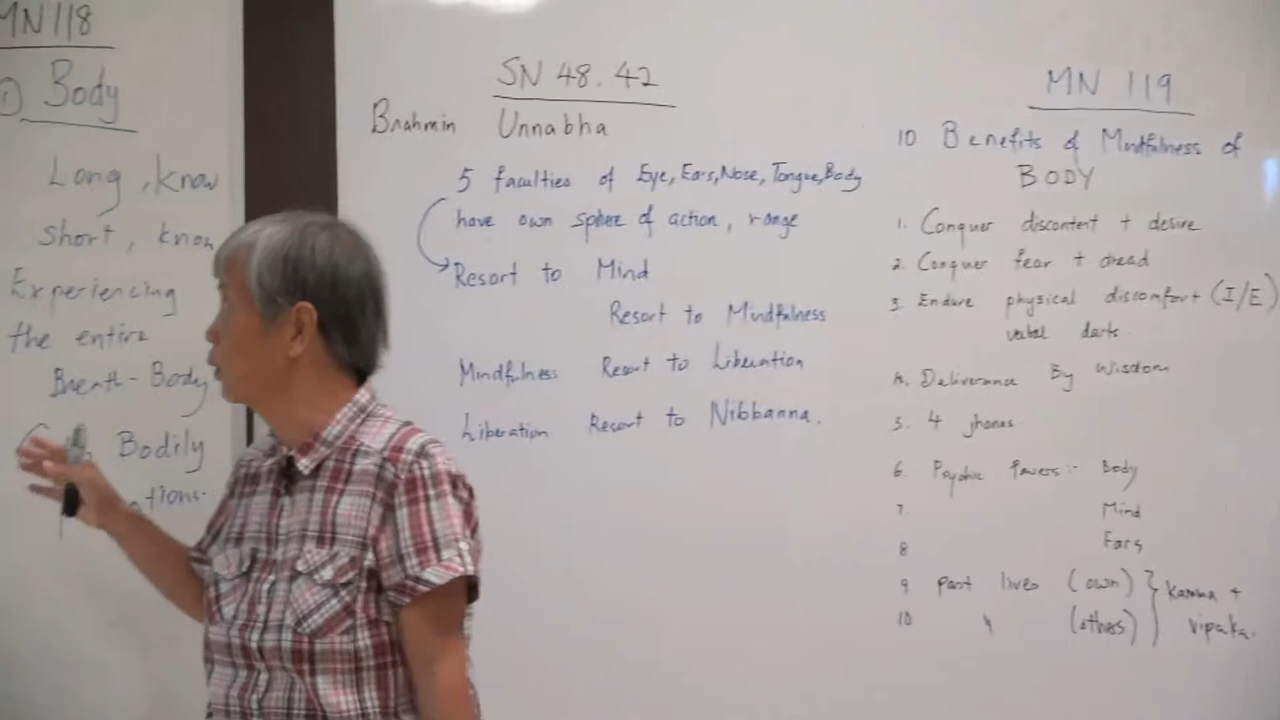 MN 118
① Body
Long, know
short, know
Experiencing
the entire
Breath-Body
Bodily
SN 48.42
Brahmin Unnabha
5 faculties of Eye, Ears, Nose, Tongue, Body
have own sphere of action, range
Resort to Mind
Resort to Mindfulness
Mindfulness Resort to Liberation
Liberation Resort to Nibbanna.
MN 119
10 Benefits of Mindfulness of
BODY
1. Conquer discontent + desire
2. Conquer fear + dread
3. Endure physical discomfort (I/E)
verbal darts
4. Deliverance By Wisdom
5. 4 jhanas
6 Psychic Powers:- Body
7. Mind
8 Ears
9 past lives (own) } Kamma +
10 " (others) } vipaka.